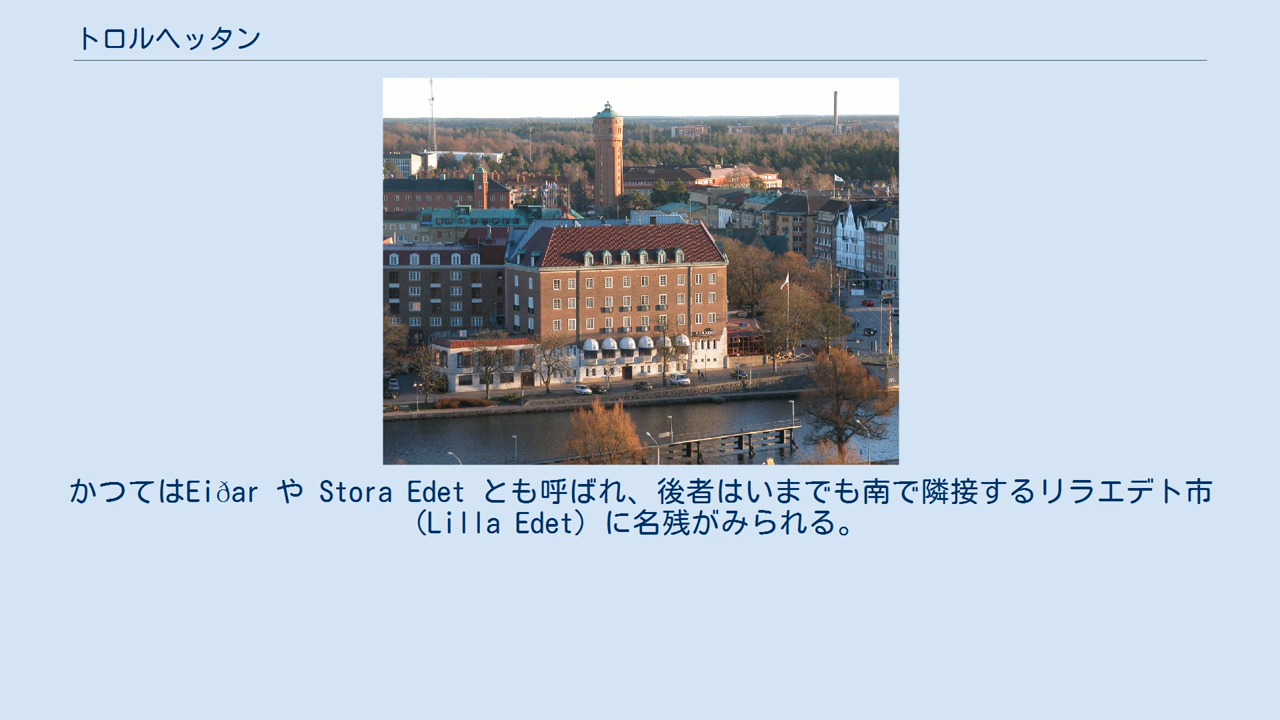 トロルヘッタン
かつてはEiðar や Stora Edet とも呼ばれ、後者はいまでも南で隣接するリラエデト市
(Lilla Edet) に名残がみられる。